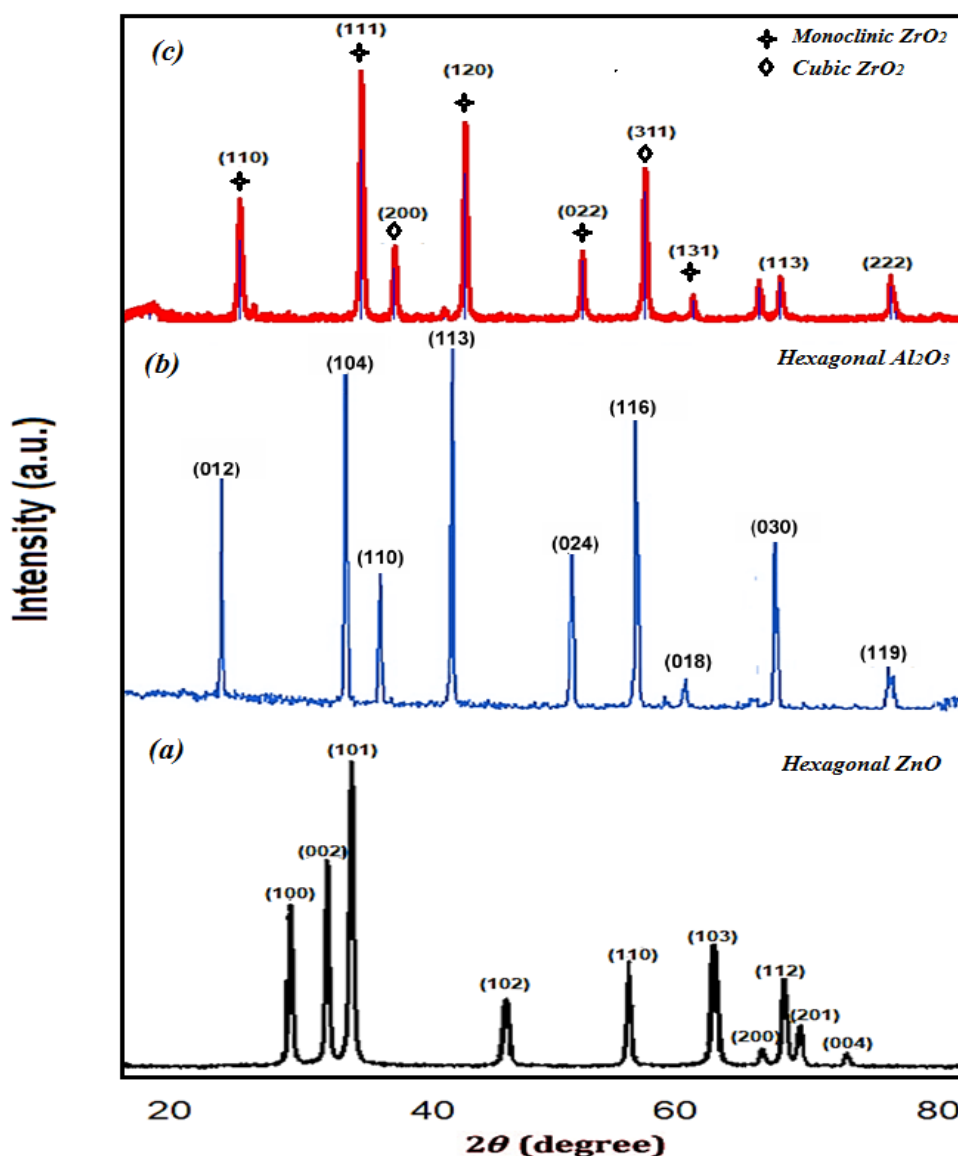 (c)
(111)
Monoclinic ZrO2
Cubic ZrO2
(120)
(110)
(311)
(200)
(022)
(131)
(113)
(222)
(b)
(113)
Hexagonal Al2O3
(104)
(116)
(012)
(110)
(024)
(030)
(018)
(119)
(a)
(101)
Hexagonal ZnO
(002)
(100)
(102)
(110)
(103)
(112)
(200)
(201)
(004)
Intensity (a.u.)
20 40 60 80
2θ (degree)